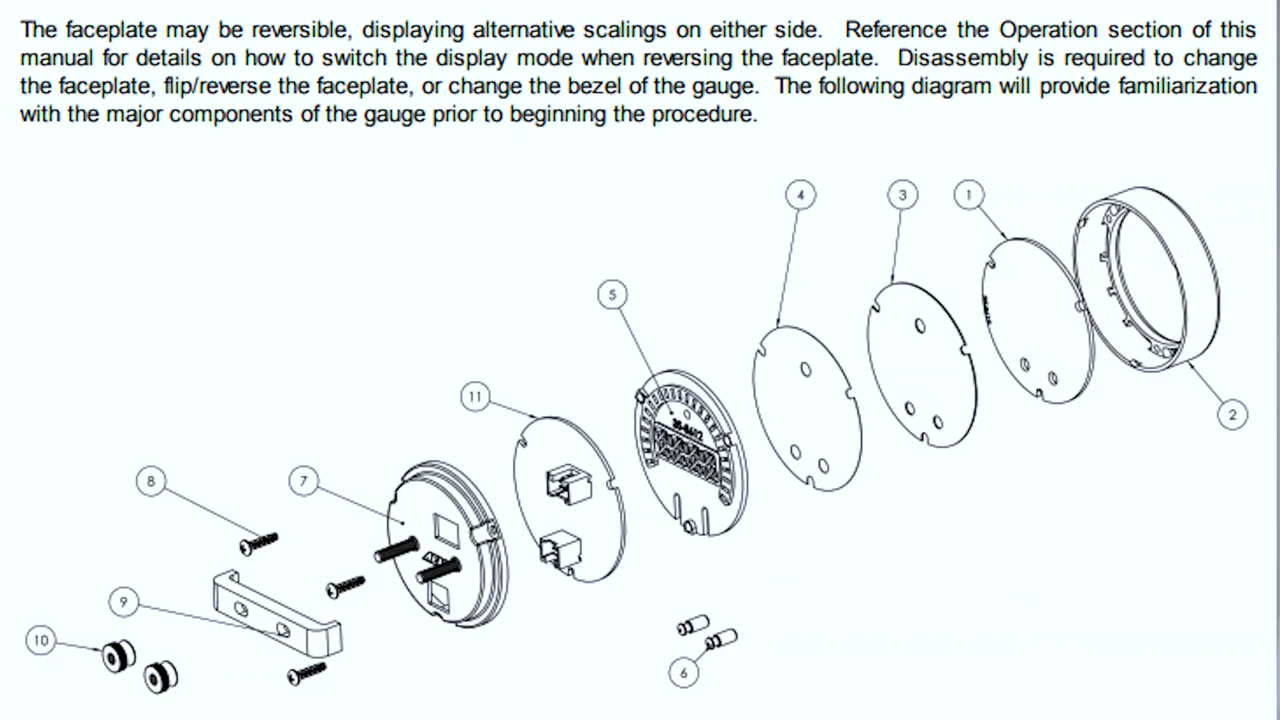 The faceplate may be reversible, displaying alternative scalings on either side. Reference the Operation section of this
manual for details on how to switch the display mode when reversing the faceplate. Disassembly is required to change
the faceplate, flip/reverse the faceplate, or change the bezel of the gauge. The following diagram will provide familiarization
with the major components of the gauge prior to beginning the procedure.
4
3
1
5
2
11
8
7
9
10
6